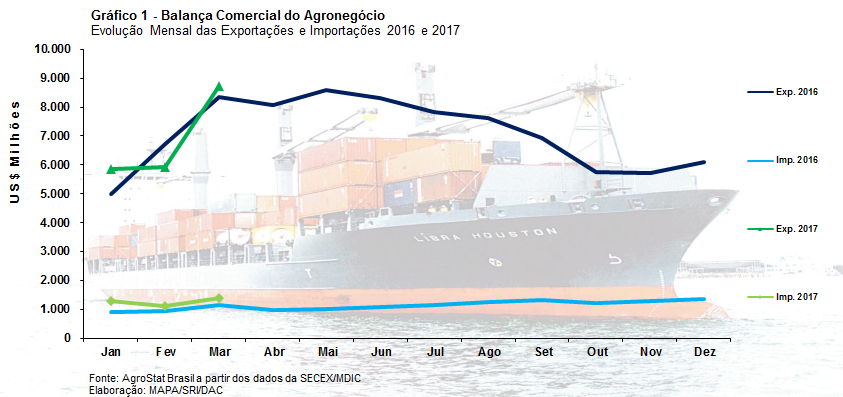 Gráfico 1 - Balança Comercial do Agronegócio
Evolução Mensal das Exportações e Importações 2016 e 2017
US$ Milhões
10.000
9.000
8.000
7.000
6.000
5.000
4.000
3.000
2.000
1.000
0
Jan Fev Mar Abr Mai Jun Jul Ago Set Out Nov Dez
Exp. 2016
Imp. 2016
Exp. 2017
Imp. 2017
LIBRA HOUSTON
Fonte: AgroStat Brasil a partir dos dados da SECEX/MDIC
Elaboração: MAPA/SRI/DAC